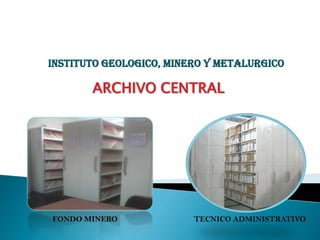 INSTITUTO GEOLOGICO, MINERO Y METALURGICO
ARCHIVO CENTRAL
FONDO MINERO
TECNICO ADMINISTRATIVO